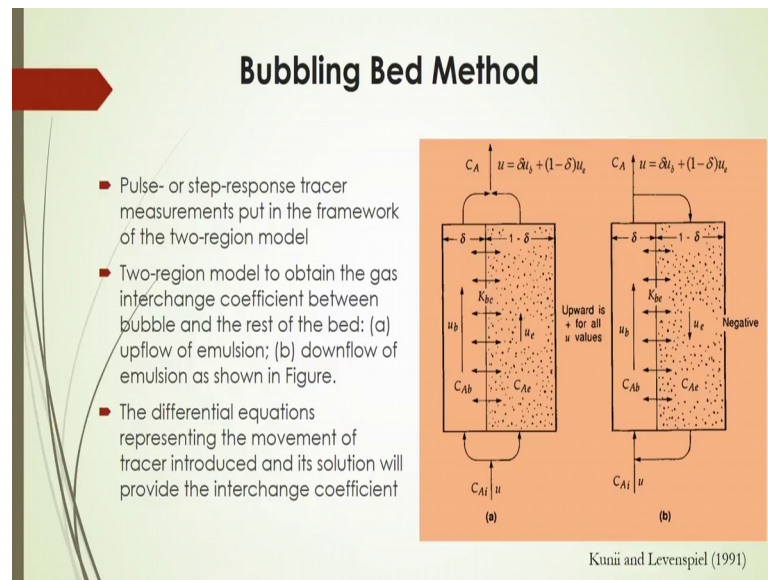 Bubbling Bed Method
Pulse- or step-response tracer
measurements put in the framework
of the two-region model
Two-region model to obtain the gas
interchange coefficient between
bubble and the rest of the bed: (a)
upflow of emulsion; (b) downflow of
emulsion as shown in Figure.
The differential equations
representing the movement of
tracer introduced and its solution will
provide the interchange coefficient
C_A u = δu_b + (1−δ)u_e
δ 1 - δ
K_be
u_b u_e
C_Ab C_Ae
C_Ai u
(a)
Upward is
+ for all
u values
C_A u = δu_b + (1−δ)u_e
δ 1 - δ
K_be
u_b u_e Negative
C_Ab C_Ae
C_Ai u
(b)
Kunii and Levenspiel (1991)